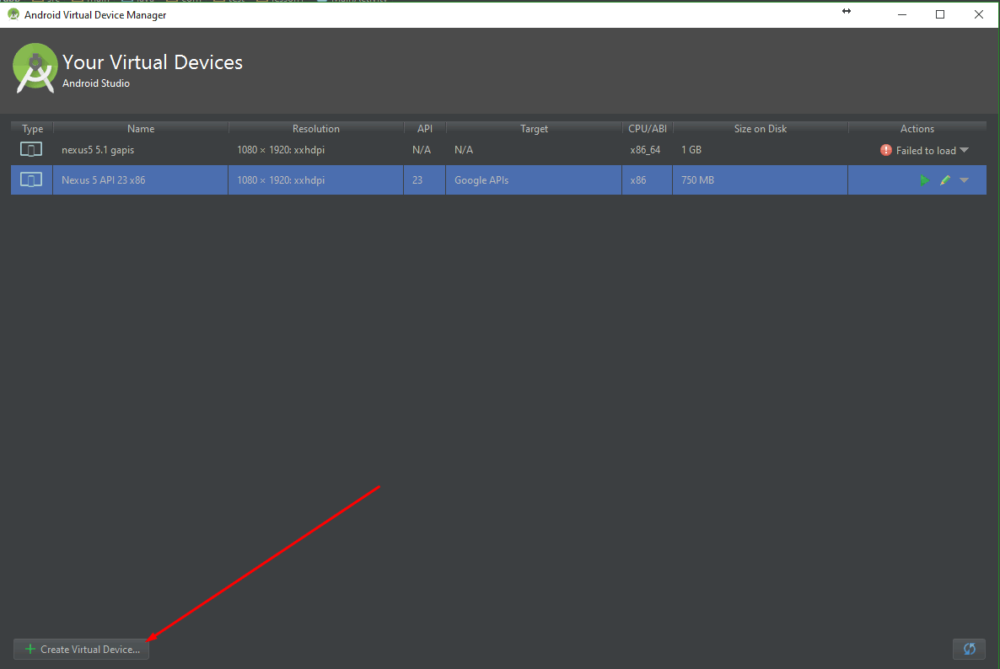 Android Virtual Device Manager
Your Virtual Devices
Android Studio
Type Name Resolution API Target CPU/ABI Size on Disk Actions
nexus5 5.1 gapis 1080 × 1920: xxhdpi N/A N/A x86_64 1 GB Failed to load
Nexus 5 API 23 x86 1080 × 1920: xxhdpi 23 Google APIs x86 750 MB
Create Virtual Device...